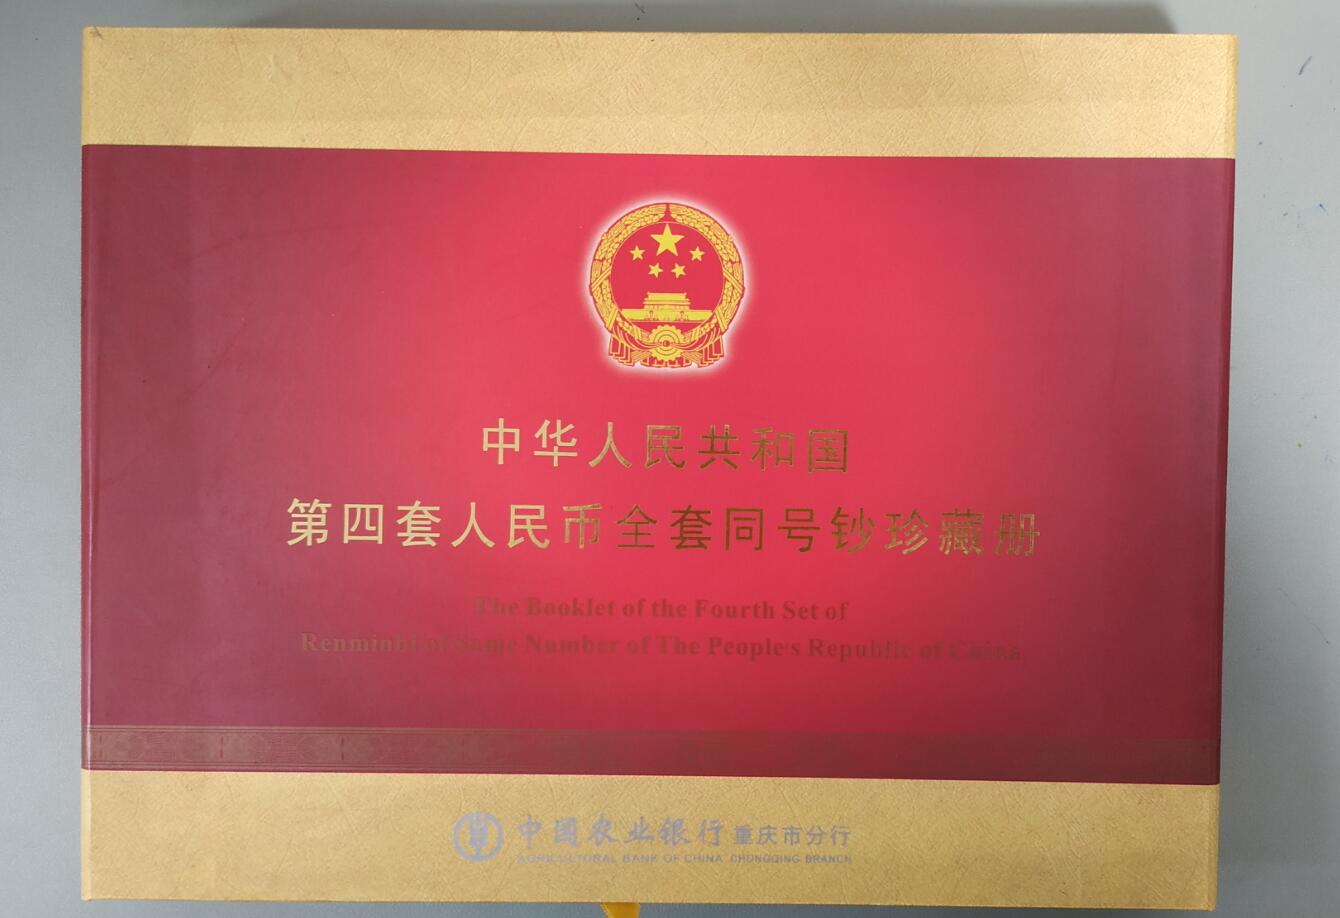 中华人民共和国
第四套人民币全套同号钞珍藏册
The Booklet of the Fourth Set of
Renminbi of Same Number of The People's Republic of China
中国农业银行 重庆市分行
AGRICULTURAL BANK OF CHINA CHONGQING BRANCH